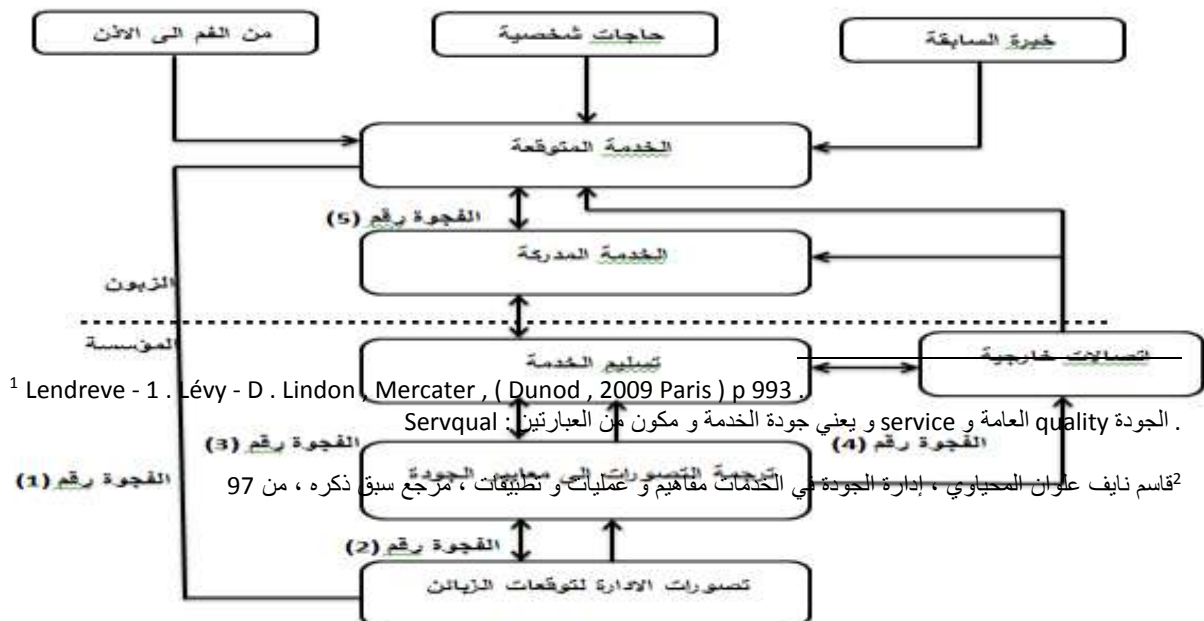 من الفم الى الاذن
حاجات شخصية
خبرة السابقة
الخدمة المتوقعة
الفجوة رقم (5)
الخدمة المدركة
الزبون
المؤسسة
تسليم الخدمة
اتصالات خارجية
¹ Lendreve - 1 . Lévy - D . Lindon , Mercater , ( Dunod , 2009 Paris ) p 993 .
Servqual : و يعني جودة الخدمة و مكون من العبارتين service و العامة quality الجودة .
الفجوة رقم (3)
الفجوة رقم (4)
ترجمة التصورات الى معايير الجودة
الفجوة رقم (1)
²قاسم نايف علوان المحياوي ، إدارة الجودة في الخدمات مفاهيم و عمليات و تطبيقات ، مرجع سبق ذكره ، من 97
الفجوة رقم (2)
تصورات الادارة لتوقعات الزبائن